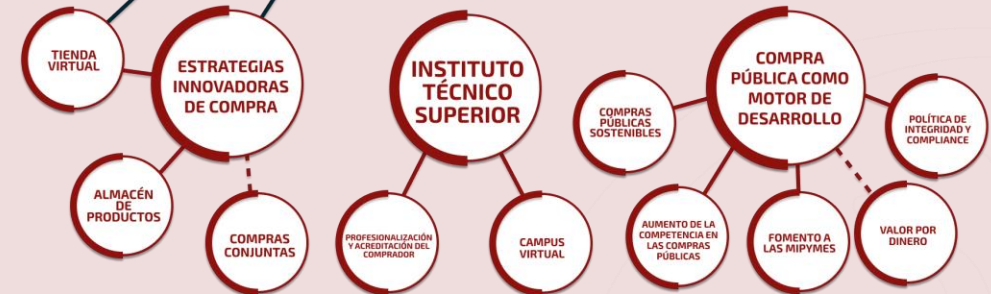 TIENDA
VIRTUAL
ESTRATEGIAS
INNOVADORAS
DE COMPRA
ALMACÉN
DE
PRODUCTOS
COMPRAS
CONJUNTAS
INSTITUTO
TÉCNICO
SUPERIOR
PROFESIONALIZACIÓN
Y ACREDITACIÓN DEL
COMPRADOR
CAMPUS
VIRTUAL
COMPRA
PÚBLICA COMO
MOTOR DE
DESARROLLO
COMPRAS
PÚBLICAS
SOSTENIBLES
POLÍTICA DE
INTEGRIDAD Y
COMPLIANCE
AUMENTO DE LA
COMPETENCIA EN
LAS COMPRAS
PÚBLICAS
FOMENTO A
LAS MIPYMES
VALOR POR
DINERO